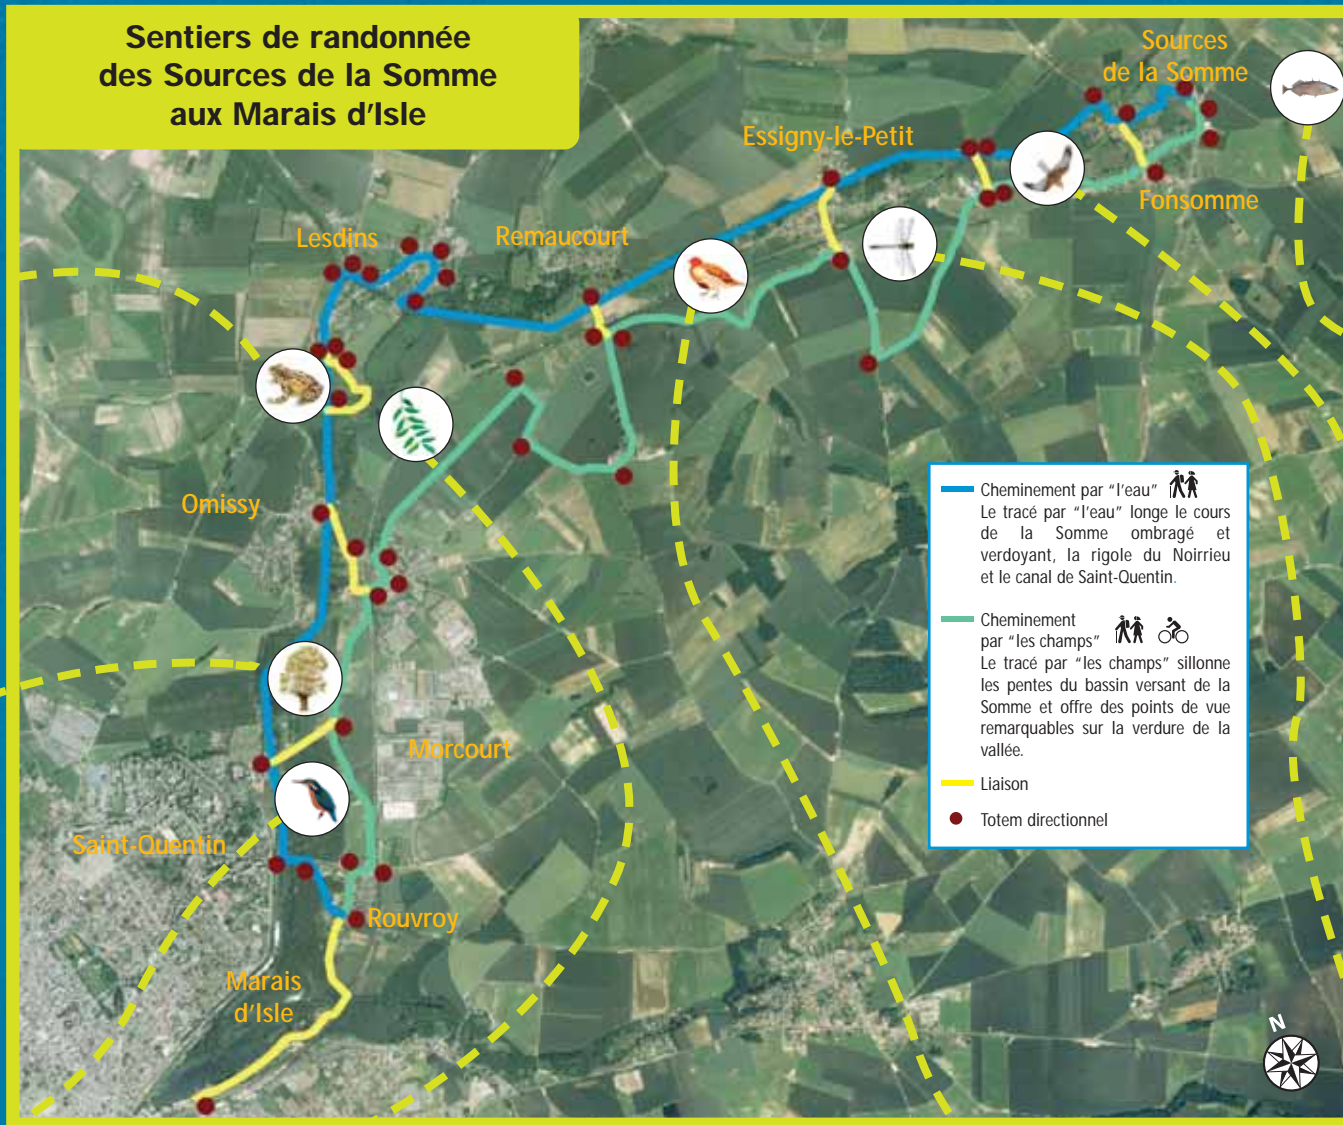 Sentiers de randonnée
des Sources de la Somme
aux Marais d'Isle
Sources
de la Somme
Essigny-le-Petit
Fonsomme
Lesdins
Remaucourt
Omissy
Morcourt
Saint-Quentin
Rouvroy
Marais
d'Isle
Cheminement par “l'eau”
Le tracé par “l'eau” longe le cours
de la Somme ombragé et
verdoyant, la rigole du Noirrieu
et le canal de Saint-Quentin.
Cheminement
par “les champs”
Le tracé par “les champs” sillonne
les pentes du bassin versant de la
Somme et offre des points de vue
remarquables sur la verdure de la
vallée.
Liaison
Totem directionnel
N